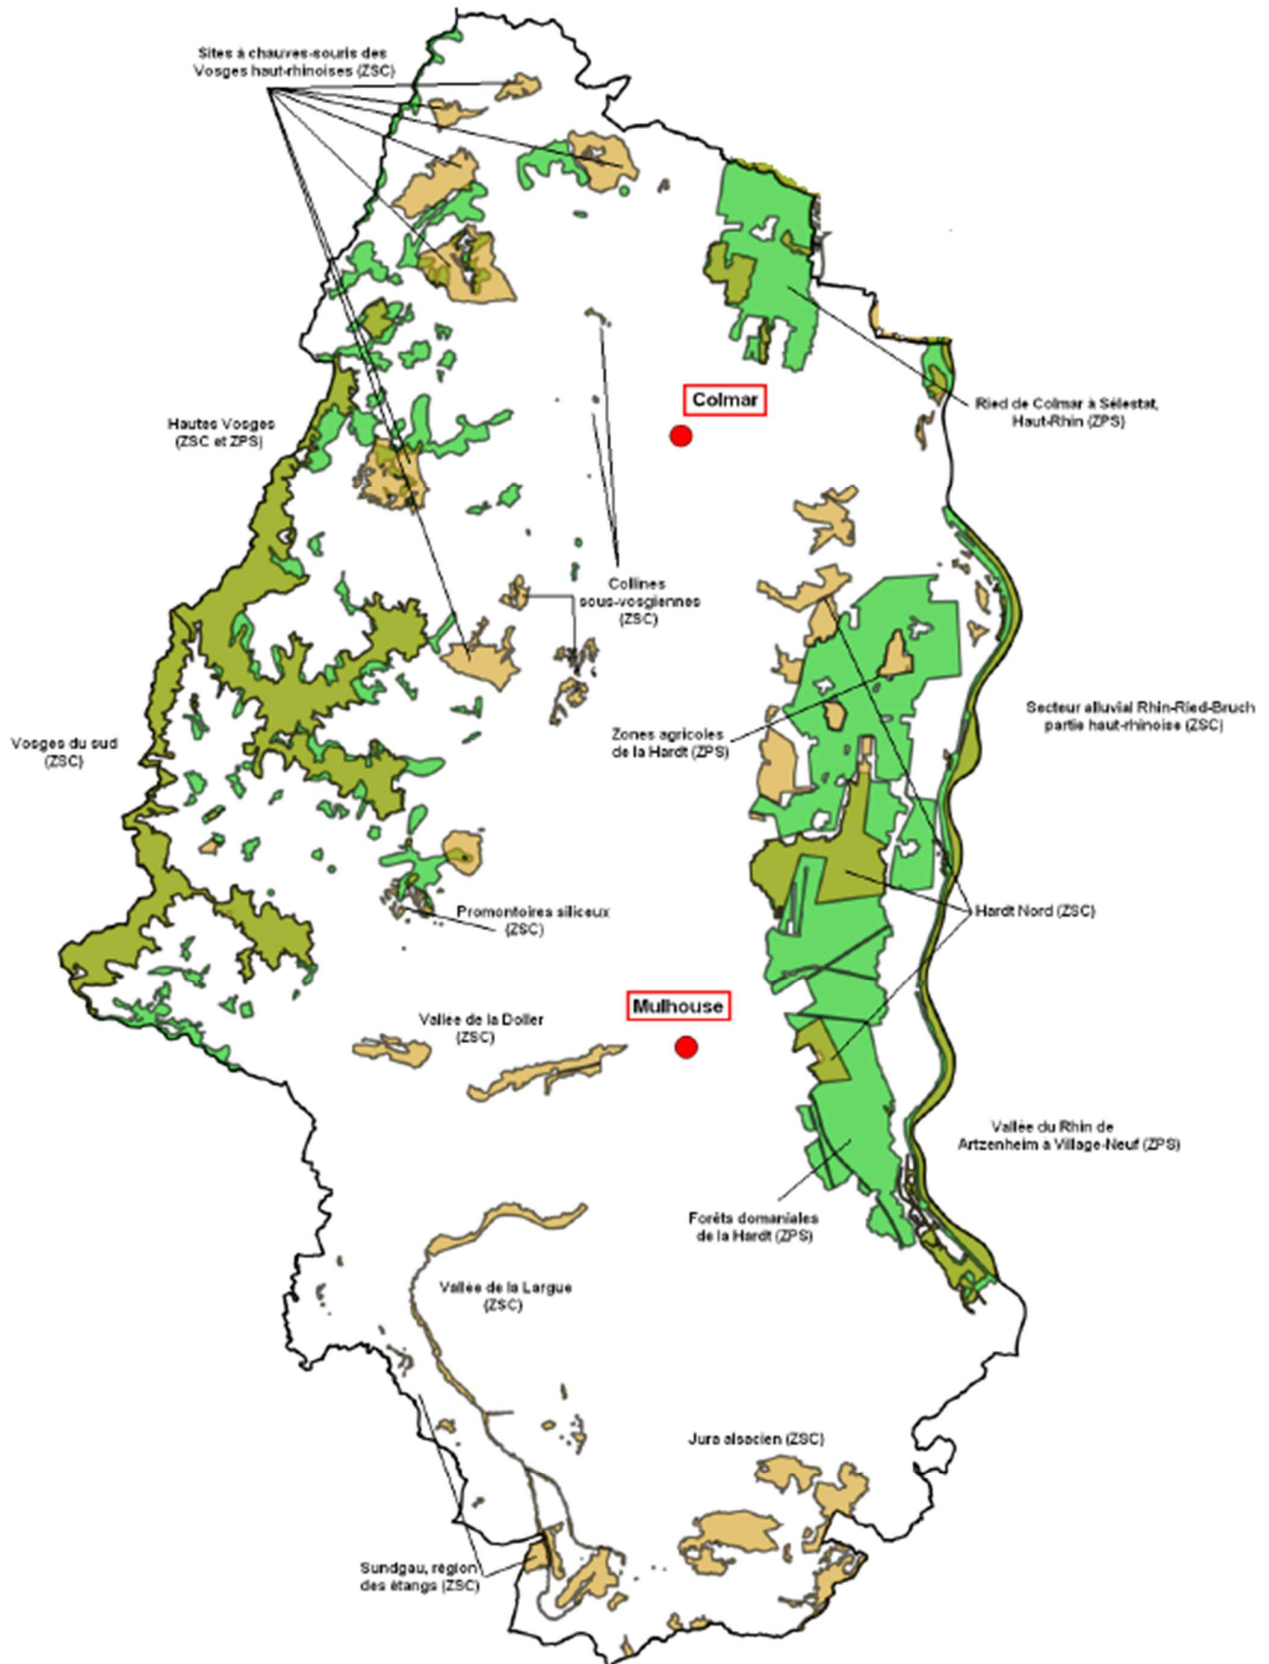 Sites à chauves-souris des
Vosges haut-rhinoises (ZSC)
Colmar
Ried de Colmar à Sélestat,
Haut-Rhin (ZPS)
Hautes Vosges
(ZSC et ZPS)
Collines
sous-vosgiennes
(ZSC)
Secteur alluvial Rhin-Ried-Bruch
partie haut-rhinoise (ZSC)
Vosges du sud
(ZSC)
Zones agricoles
de la Hardt (ZPS)
Promontoires siliceux
(ZSC)
Hardt Nord (ZSC)
Mulhouse
Vallée de la Doller
(ZSC)
Vallée du Rhin de
Artzenheim à Village-Neuf (ZPS)
Forêts domaniales
de la Hardt (ZPS)
Vallée de la Largue
(ZSC)
Jura alsacien (ZSC)
Sundgau, région
des étangs (ZSC)